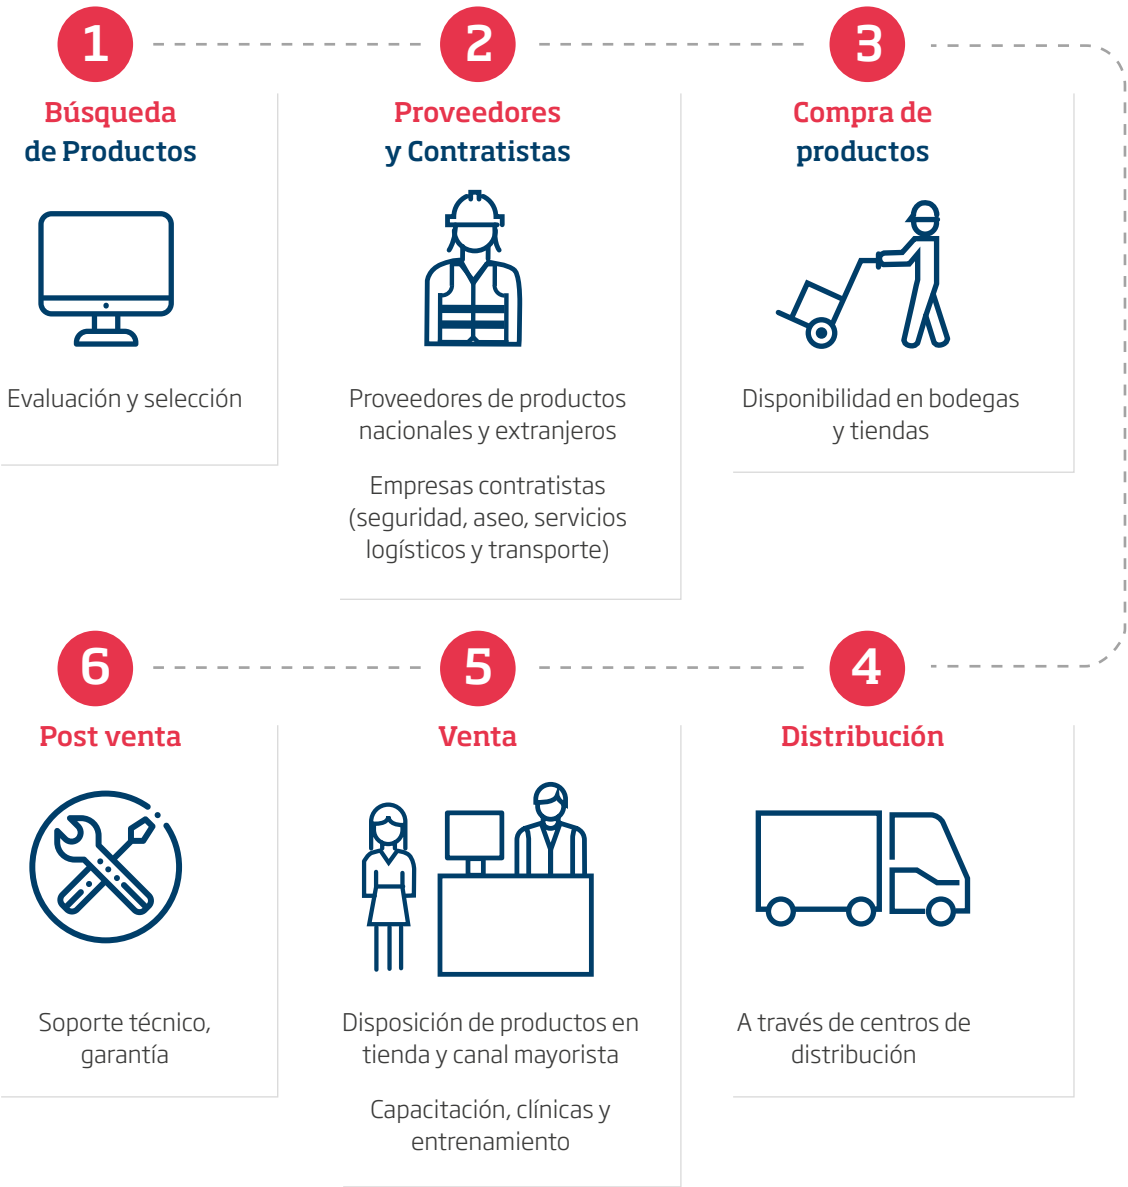 1
Búsqueda
de Productos
Evaluación y selección
2
Proveedores
y Contratistas
Proveedores de productos
nacionales y extranjeros
Empresas contratistas
(seguridad, aseo, servicios
logísticos y transporte)
3
Compra de
productos
Disponibilidad en bodegas
y tiendas
4
Distribución
A través de centros de
distribución
5
Venta
Disposición de productos en
tienda y canal mayorista
Capacitación, clínicas y
entrenamiento
6
Post venta
Soporte técnico,
garantía